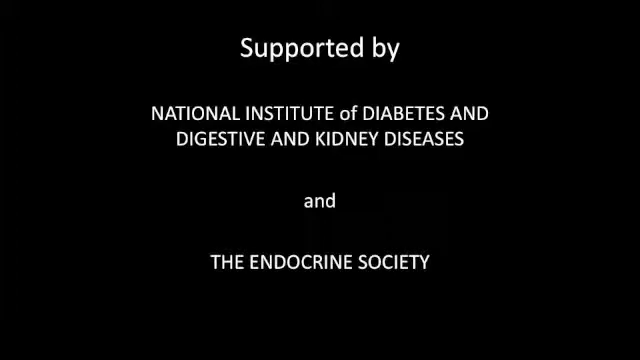 Supported by
NATIONAL INSTITUTE of DIABETES AND
DIGESTIVE AND KIDNEY DISEASES
and
THE ENDOCRINE SOCIETY